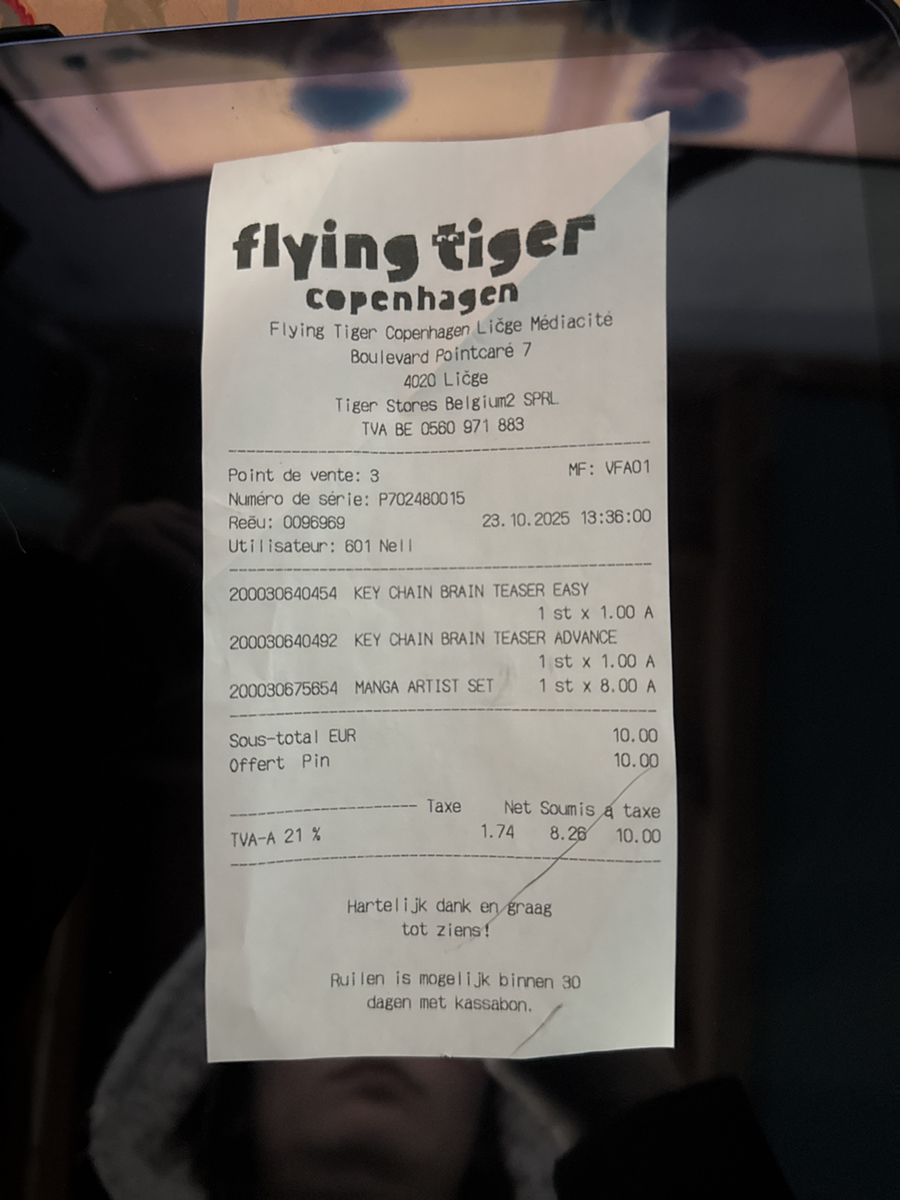 flying tiger
copenhagen
Flying Tiger Copenhagen Ličge Médiacité
Boulevard Pointcaré 7
4020 Ličge
Tiger Stores Belgium2 SPRL
TVA BE 0560 971 883
Point de vente: 3 MF: VFA01
Numéro de série: P702480015
Reēu: 0096969 23.10.2025 13:36:00
Utilisateur: 601 Nell
200030640454 KEY CHAIN BRAIN TEASER EASY
1 st x 1.00 A
200030640492 KEY CHAIN BRAIN TEASER ADVANCE
1 st x 1.00 A
200030675654 MANGA ARTIST SET 1 st x 8.00 A
Sous-total EUR 10.00
Offert Pin 10.00
Taxe Net Soumis à taxe
TVA-A 21 % 1.74 8.26 10.00
Hartelijk dank en graag
tot ziens!
Ruilen is mogelijk binnen 30
dagen met kassabon.